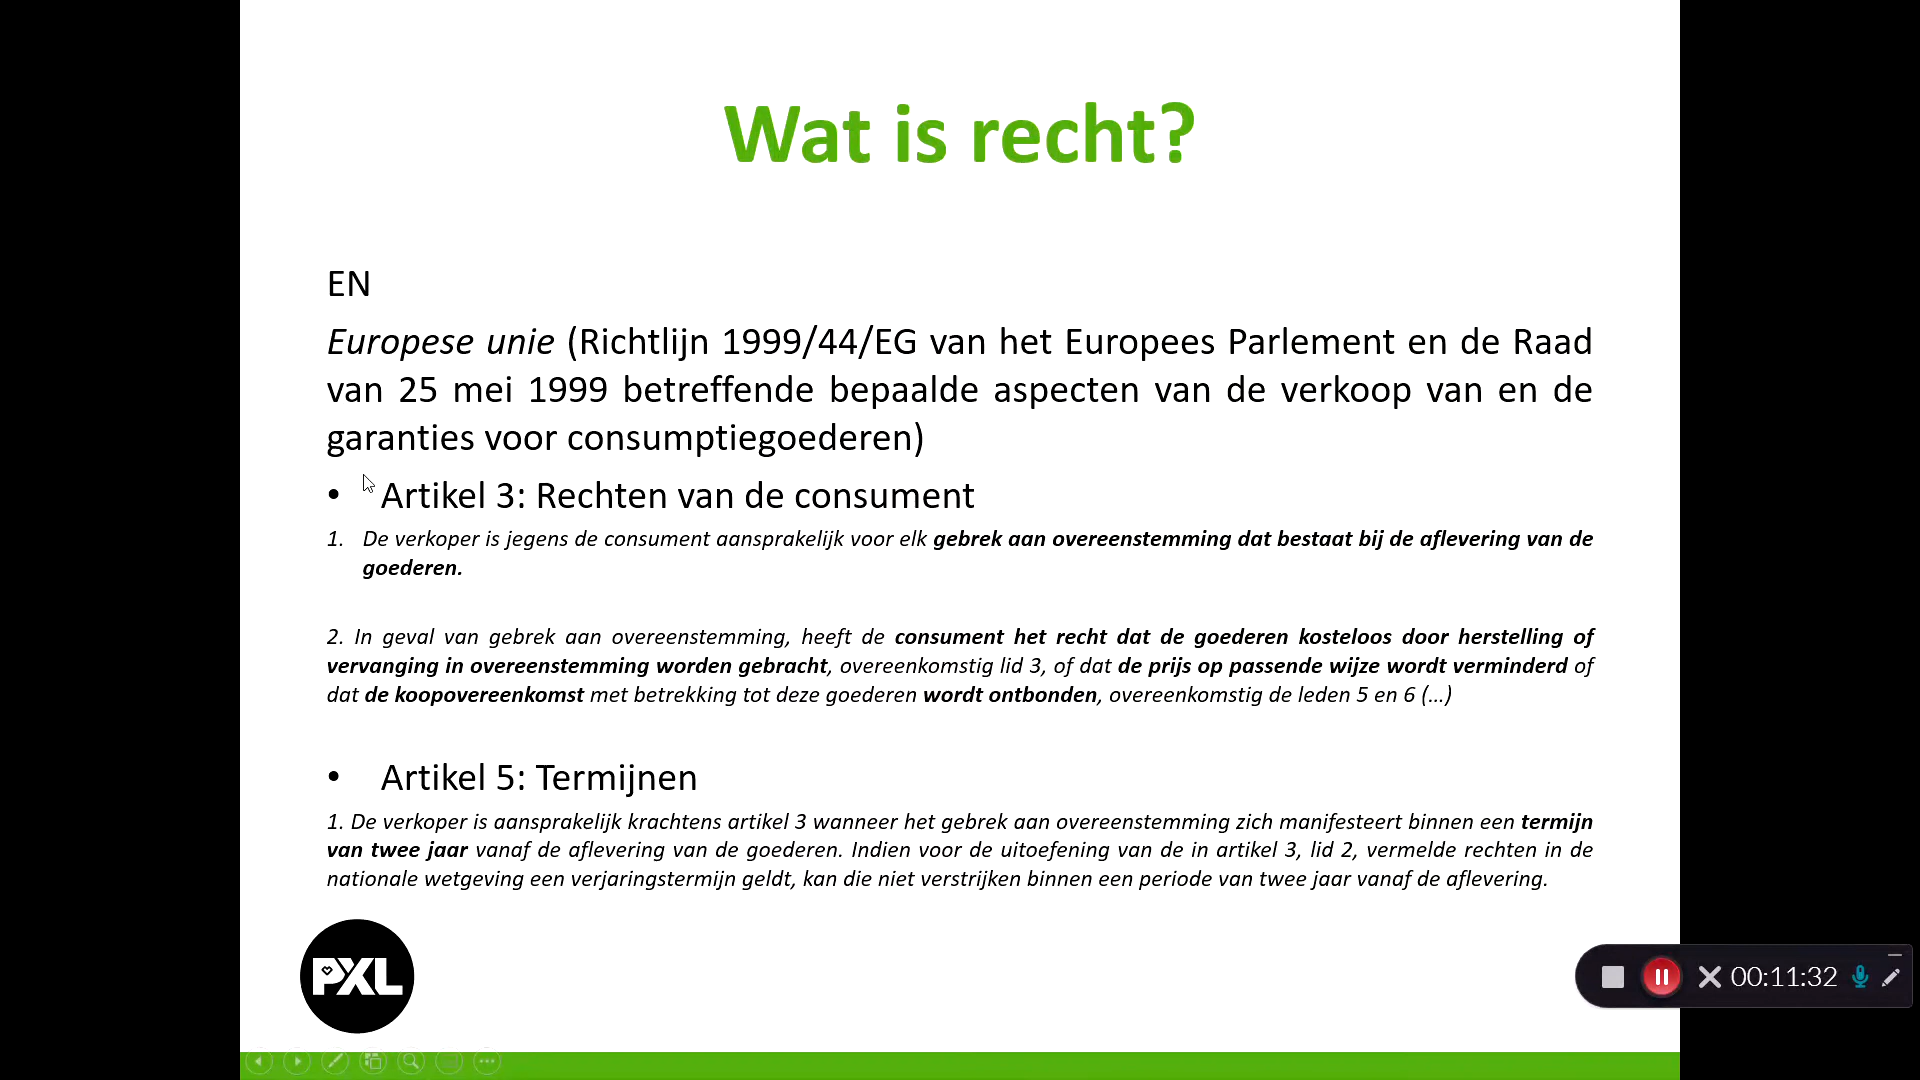 Wat is recht?
EN
Europese unie (Richtlijn 1999/44/EG van het Europees Parlement en de Raad
van 25 mei 1999 betreffende bepaalde aspecten van de verkoop van en de
garanties voor consumptiegoederen)
• Artikel 3: Rechten van de consument
1. De verkoper is jegens de consument aansprakelijk voor elk gebrek aan overeenstemming dat bestaat bij de aflevering van de
goederen.
2. In geval van gebrek aan overeenstemming, heeft de consument het recht dat de goederen kosteloos door herstelling of
vervanging in overeenstemming worden gebracht, overeenkomstig lid 3, of dat de prijs op passende wijze wordt verminderd of
dat de koopovereenkomst met betrekking tot deze goederen wordt ontbonden, overeenkomstig de leden 5 en 6 (…)
• Artikel 5: Termijnen
1. De verkoper is aansprakelijk krachtens artikel 3 wanneer het gebrek aan overeenstemming zich manifesteert binnen een termijn
van twee jaar vanaf de aflevering van de goederen. Indien voor de uitoefening van de in artikel 3, lid 2, vermelde rechten in de
nationale wetgeving een verjaringstermijn geldt, kan die niet verstrijken binnen een periode van twee jaar vanaf de aflevering.
PXL
00:11:32